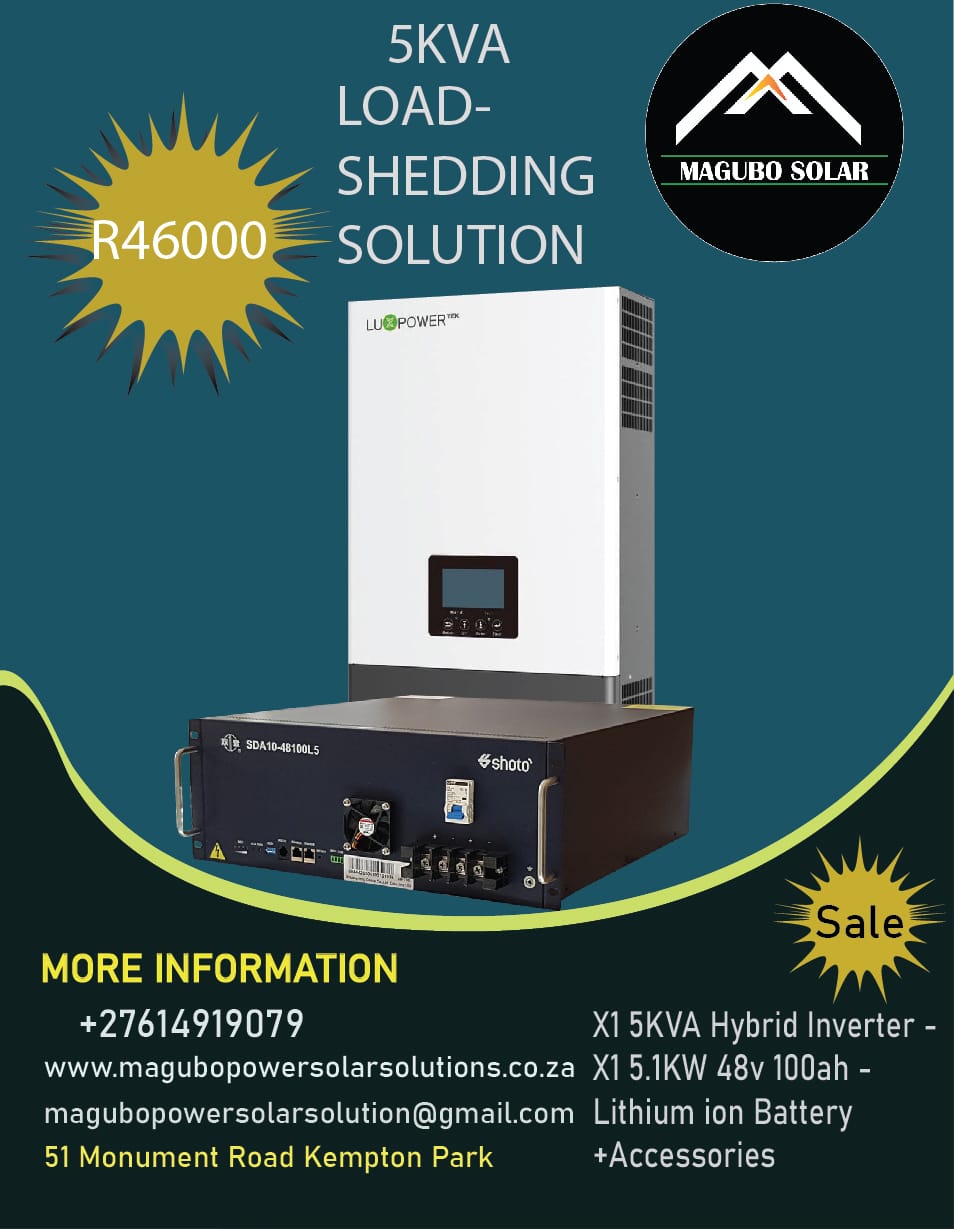 5KVA
LOAD-
SHEDDING
SOLUTION
R46000
MAGUBO SOLAR
LUXPOWERTEK
SDA10-48100L5
shoto
Sale
MORE INFORMATION
+27614919079
www.magubopowersolarsolutions.co.za
magubopowersolarsolution@gmail.com
51 Monument Road Kempton Park
X1 5KVA Hybrid Inverter -
X1 5.1KW 48v 100ah -
Lithium ion Battery
+Accessories